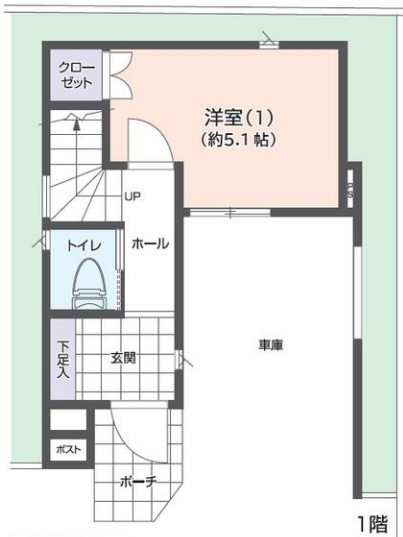 クロー
ゼット
洋室(1)
(約5.1帖)
UP
PS
トイレ
ホール
下足入
玄関
車庫
ポスト
ポーチ
1階